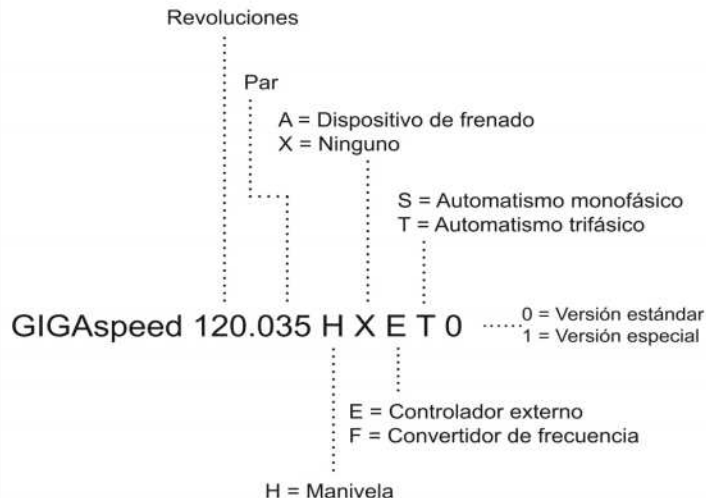 Revoluciones
Par
A = Dispositivo de frenado
X = Ninguno
S = Automatismo monofásico
T = Automatismo trifásico
GIGAspeed 120.035 H X E T 0
0 = Versión estándar
1 = Versión especial
E = Controlador externo
F = Convertidor de frecuencia
H = Manivela